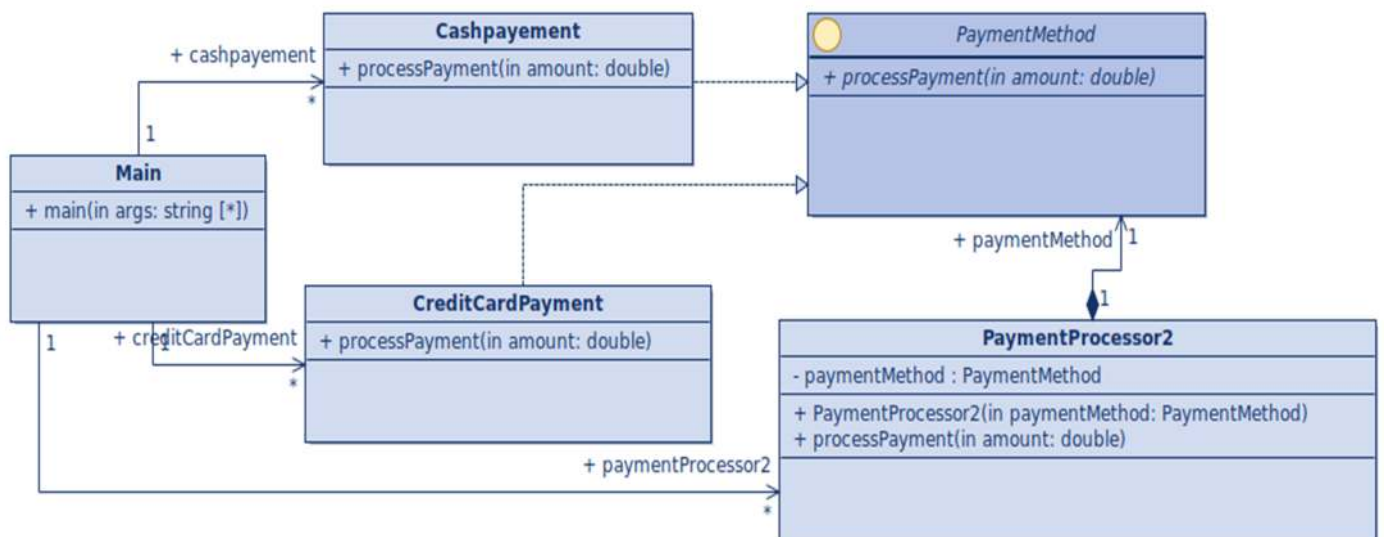 Cashpayement
+ processPayment(in amount: double)
PaymentMethod
+ processPayment(in amount: double)
+ cashpayement
*
1
Main
+ main(in args: string [*])
+ paymentMethod
1
1
CreditCardPayment
+ processPayment(in amount: double)
+ creditCardPayment
1
*
1
PaymentProcessor2
- paymentMethod : PaymentMethod
+ PaymentProcessor2(in paymentMethod: PaymentMethod)
+ processPayment(in amount: double)
+ paymentProcessor2
*